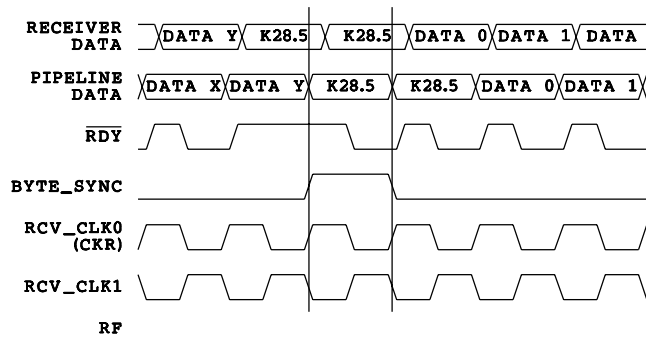 RECEIVER
DATA
DATA Y K28.5 K28.5 DATA 0 DATA 1 DATA
PIPELINE
DATA
DATA X DATA Y K28.5 K28.5 DATA 0 DATA 1
RDY
BYTE_SYNC
RCV_CLK0
(CKR)
RCV_CLK1
RF